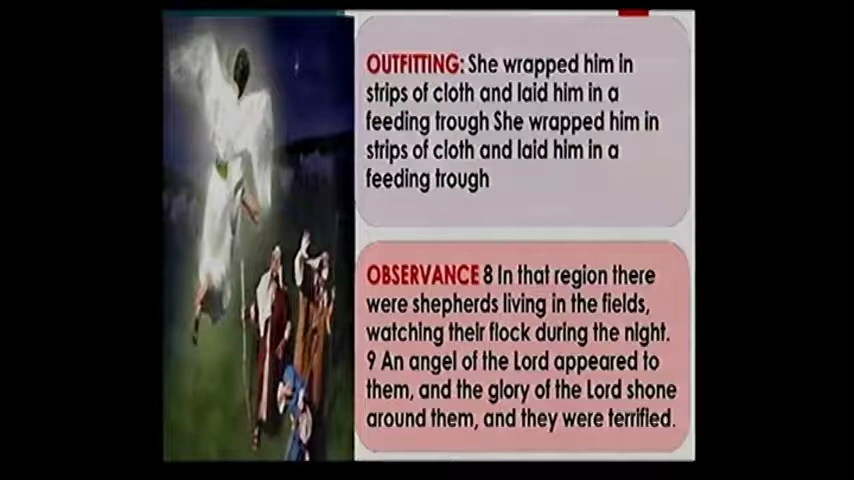 OUTFITTING: She wrapped him in
strips of cloth and laid him in a
feeding trough She wrapped him in
strips of cloth and laid him in a
feeding trough
OBSERVANCE 8 In that region there
were shepherds living in the fields,
watching their flock during the night.
9 An angel of the Lord appeared to
them, and the glory of the Lord shone
around them, and they were terrified.